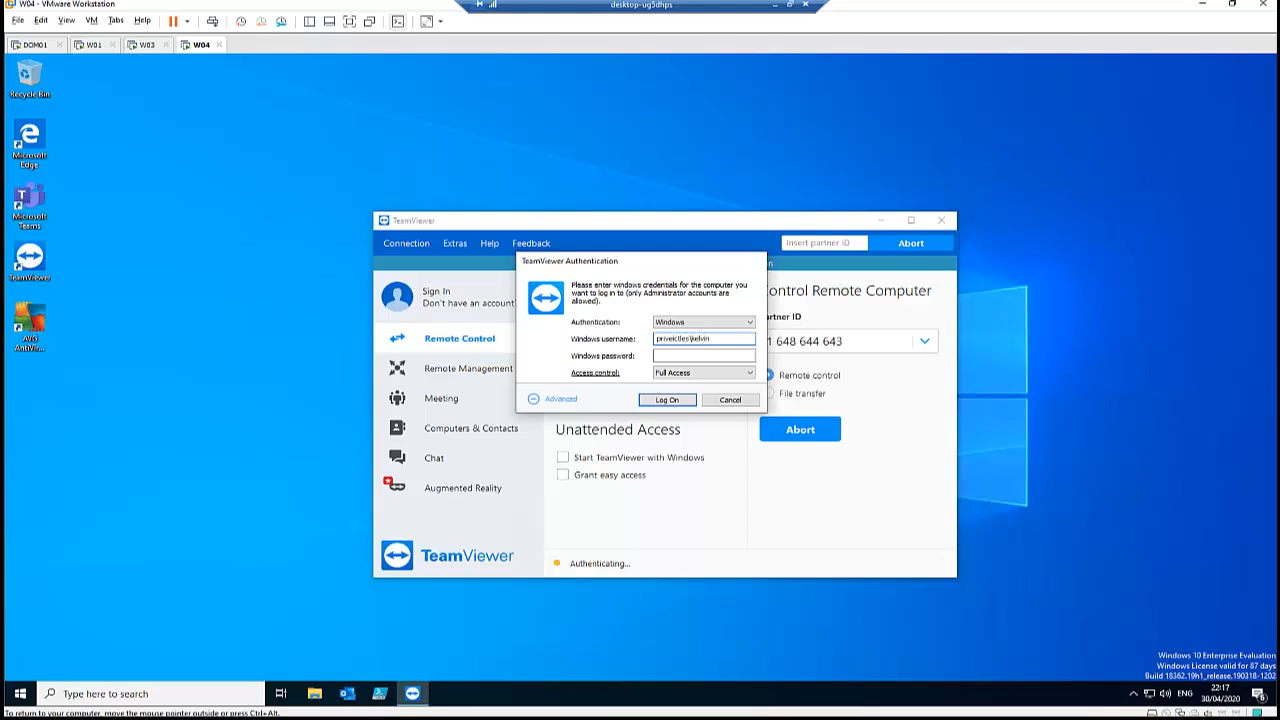 W04 - VMware Workstation
desktop-ug5dhps
File Edit View VM Tabs Help
DOM01 W01 W03 W04
Recycle Bin
Microsoft
Edge
Microsoft
Teams
TeamViewer
AVG
AntiVir...
TeamViewer
Connection Extras Help Feedback
Insert partner ID
Abort
TeamViewer Authentication
Please enter windows credentials for the computer you
want to log in to (only Administrator accounts are
allowed).
Authentication: Windows
Windows username: priveictles\kelvin
Windows password:
Access control: Full Access
Advanced
Log On
Cancel
Sign In
Don't have an account
Remote Control
Remote Management
Meeting
Computers & Contacts
Chat
Augmented Reality
TeamViewer
Unattended Access
Start TeamViewer with Windows
Grant easy access
ontrol Remote Computer
rtner ID
1 648 644 643
Remote control
File transfer
Abort
Authenticating...
Windows 10 Enterprise Evaluation
Windows License valid for 87 days
Build 18362.19h1_release.190318-1202
Type here to search
ENG
22:17
30/04/2020
To return to your computer, move the mouse pointer outside or press Ctrl+Alt.